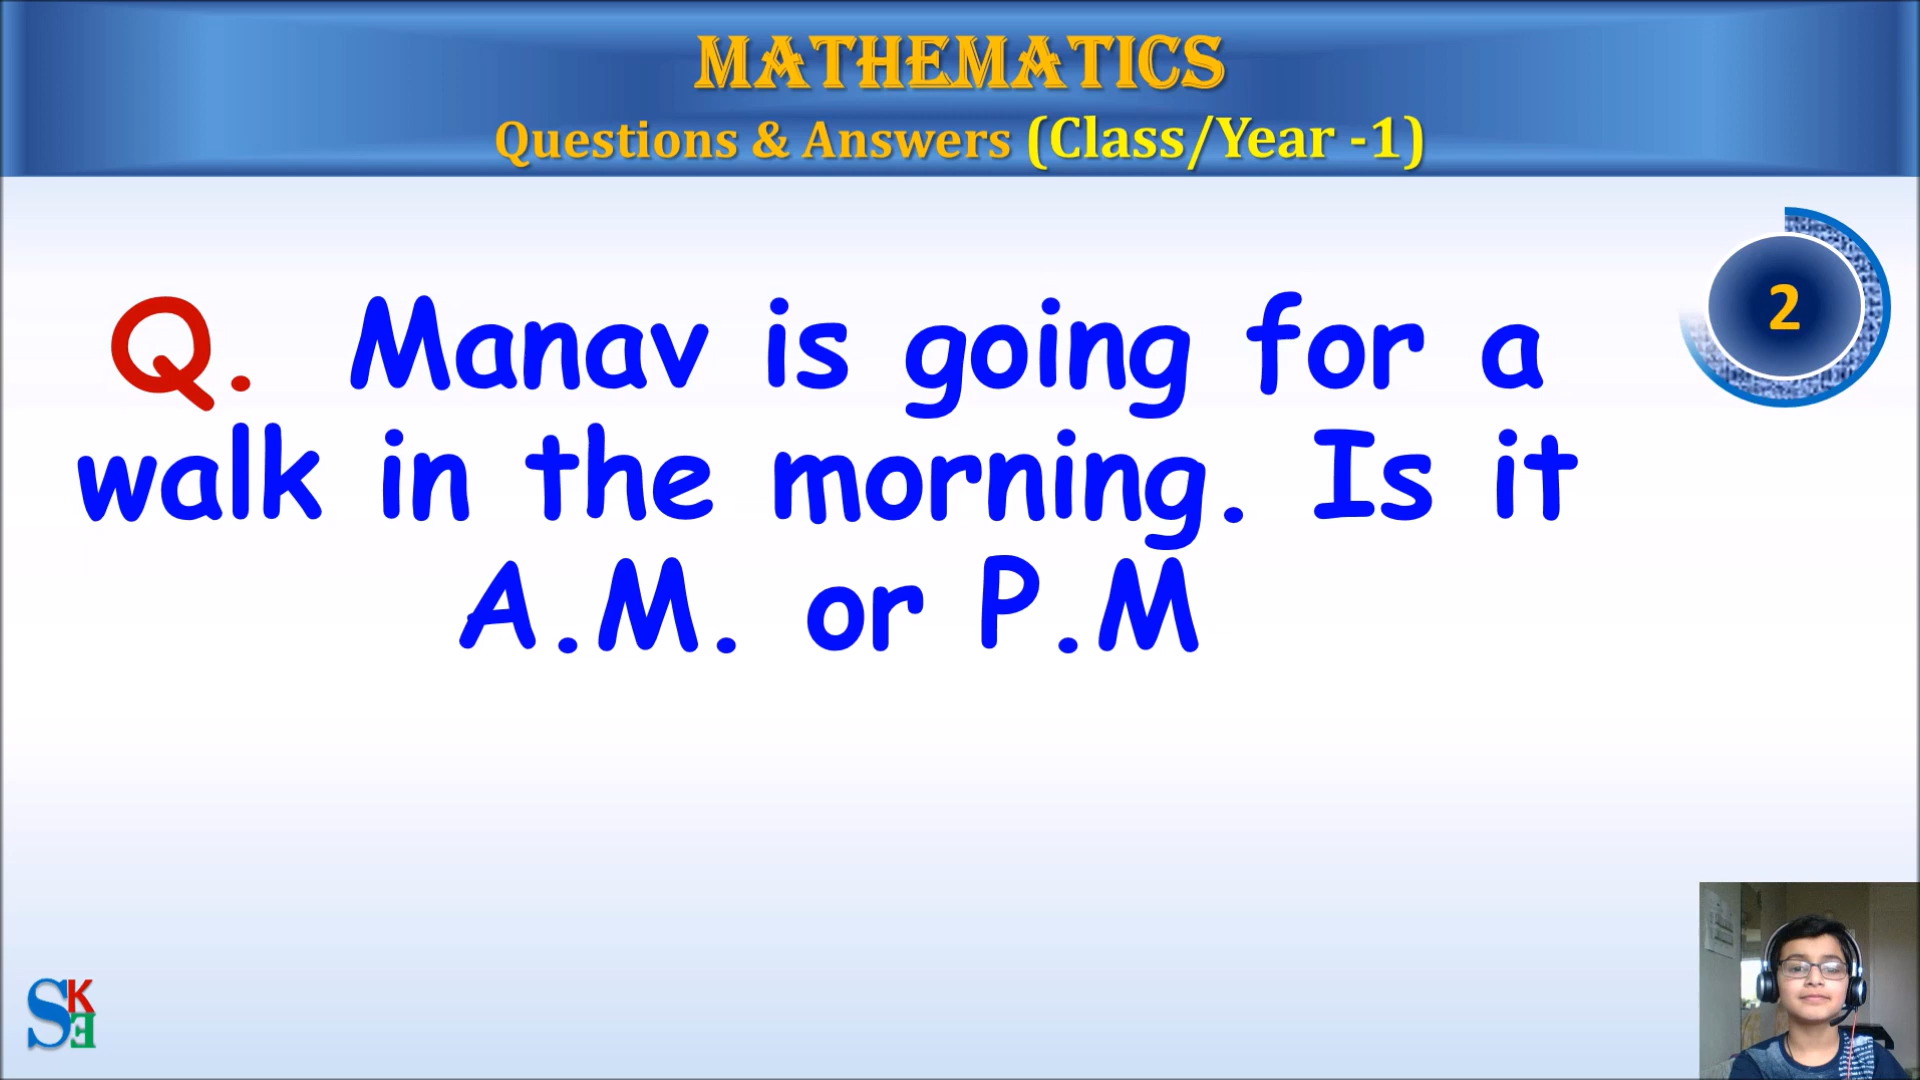 MATHEMATICS
Questions & Answers (Class/Year -1)
2
Q. Manav is going for a
walk in the morning. Is it
A.M. or P.M
SKE